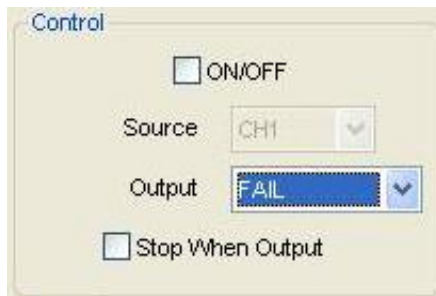 Control
ON/OFF
Source CH1
Output FAIL
Stop When Output